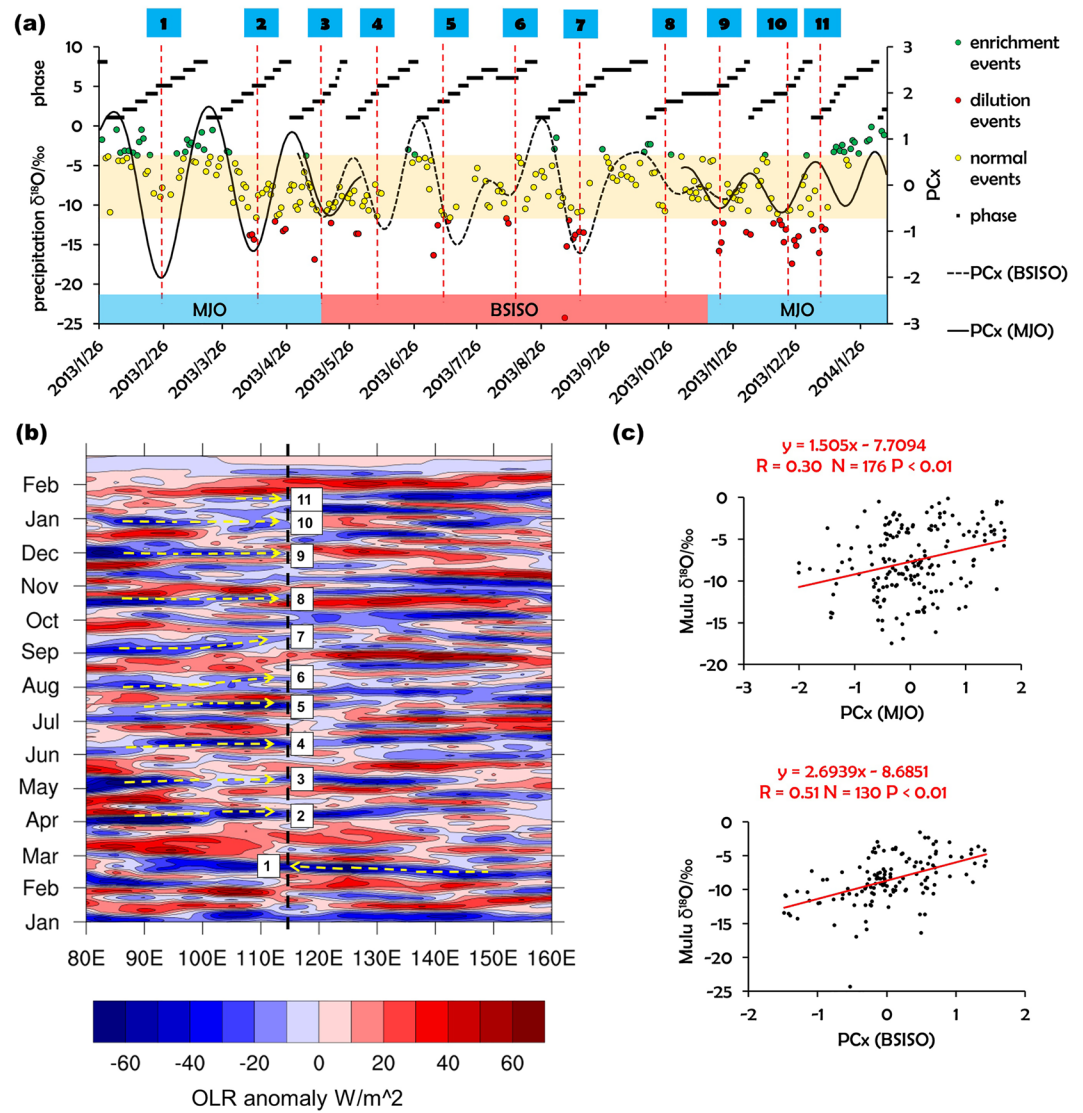 (a)
1 2 3 4 5 6 7 8 9 10 11
10
5
0
-5
-10
-15
-20
-25
phase
precipitation δ¹⁸O/‰
3
2
1
0
-1
-2
-3
PCx
MJO BSISO MJO
2013/1/26 2013/2/26 2013/3/26 2013/4/26 2013/5/26 2013/6/26 2013/7/26 2013/8/26 2013/9/26 2013/10/26 2013/11/26 2013/12/26 2014/1/26
enrichment
events
dilution
events
normal
events
phase
PCx (BSISO)
PCx (MJO)
(b)
Feb
Jan
Dec
Nov
Oct
Sep
Aug
Jul
Jun
May
Apr
Mar
Feb
Jan
11
10
9
8
7
6
5
4
3
2
1
80E 90E 100E 110E 120E 130E 140E 150E 160E
-60 -40 -20 0 20 40 60
OLR anomaly W/m^2
(c)
y = 1.505x - 7.7094
R = 0.30 N = 176 P < 0.01
0
-5
-10
-15
-20
Mulu δ¹⁸O/‰
-3 -2 -1 0 1 2
PCx (MJO)
y = 2.6939x - 8.6851
R = 0.51 N = 130 P < 0.01
0
-5
-10
-15
-20
-25
Mulu δ¹⁸O/‰
-2 -1 0 1 2
PCx (BSISO)